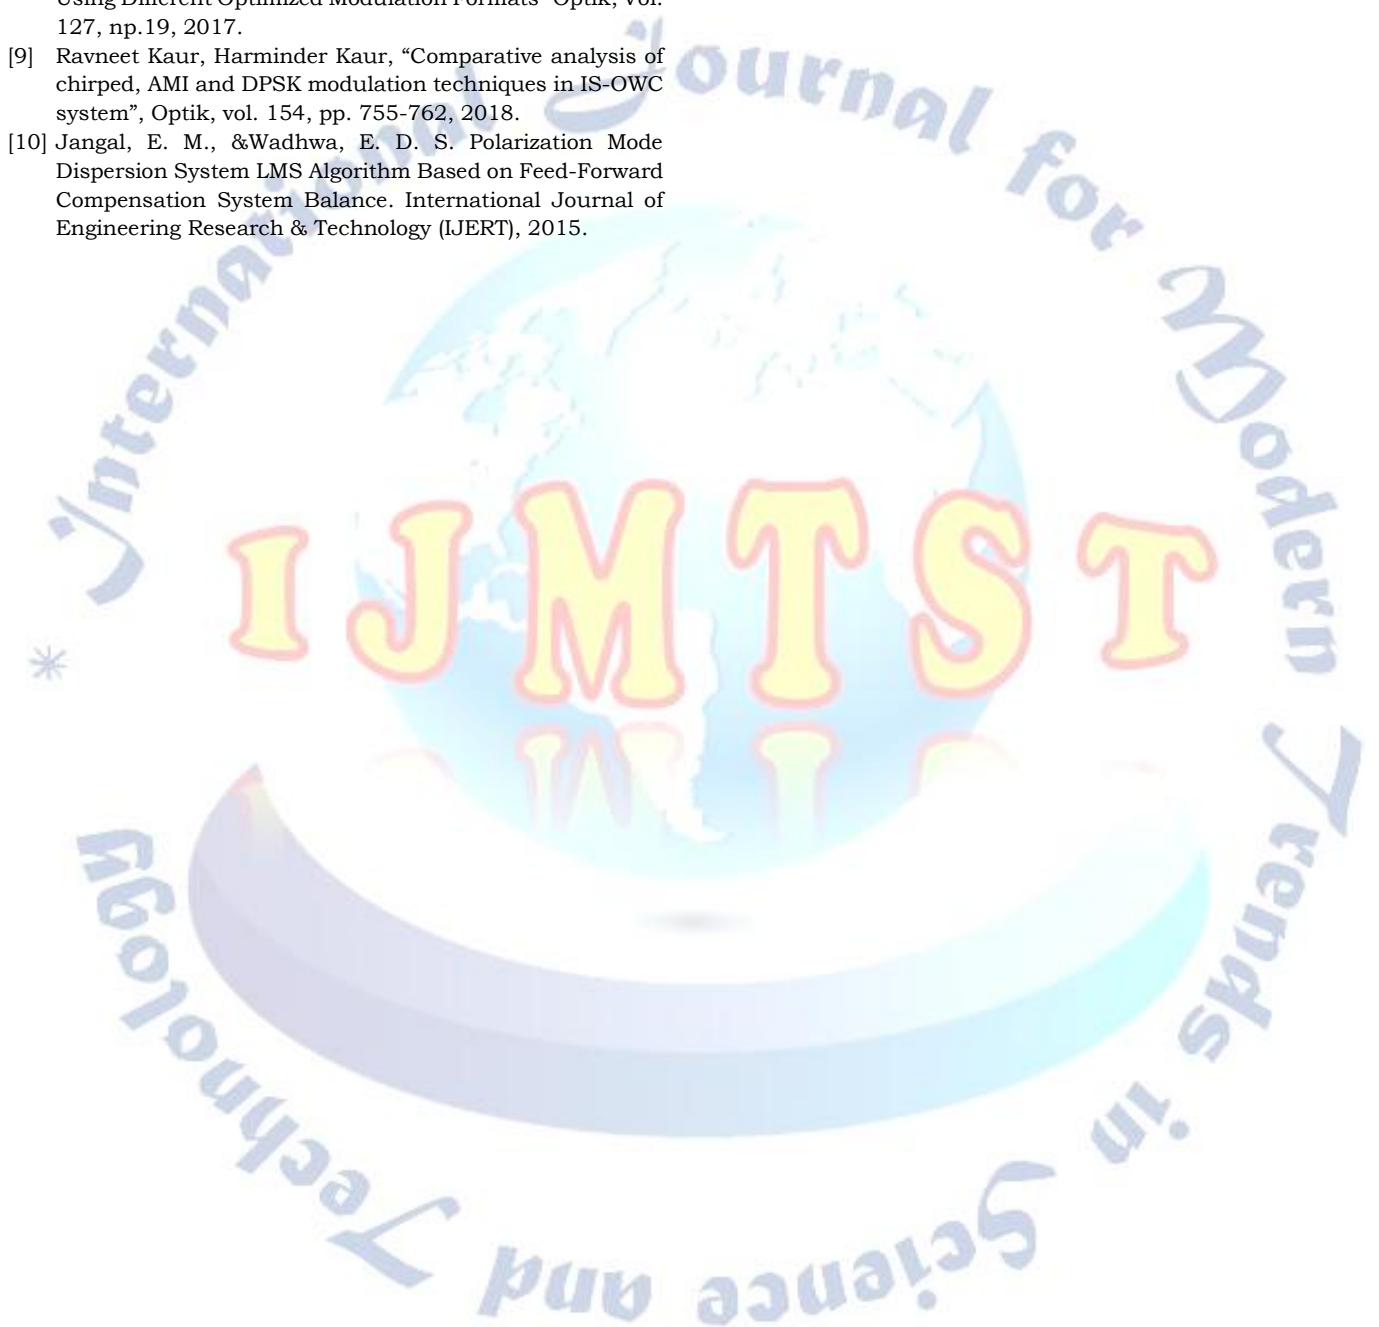 Using Different Optimized Modulation Formats" Optik, Vol.
127, np.19, 2017.
[9] Ravneet Kaur, Harminder Kaur, “Comparative analysis of
chirped, AMI and DPSK modulation techniques in IS-OWC
system”, Optik, vol. 154, pp. 755-762, 2018.
[10] Jangal, E. M., &Wadhwa, E. D. S. Polarization Mode
Dispersion System LMS Algorithm Based on Feed-Forward
Compensation System Balance. International Journal of
Engineering Research & Technology (IJERT), 2015.
International Journal for Modern Trends in Science and Technology
*
IJMTST